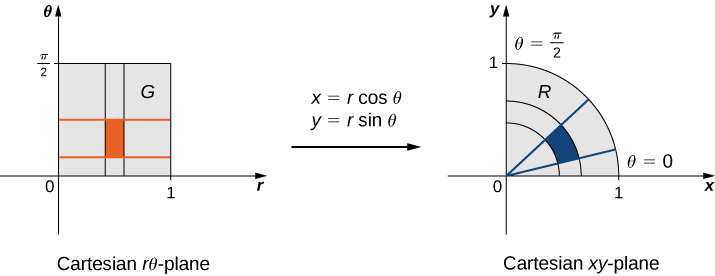 θ
π/2
G
0
1
r
Cartesian rθ-plane
x = r cos θ
y = r sin θ
y
θ = π/2
1
R
θ = 0
0
1
x
Cartesian xy-plane